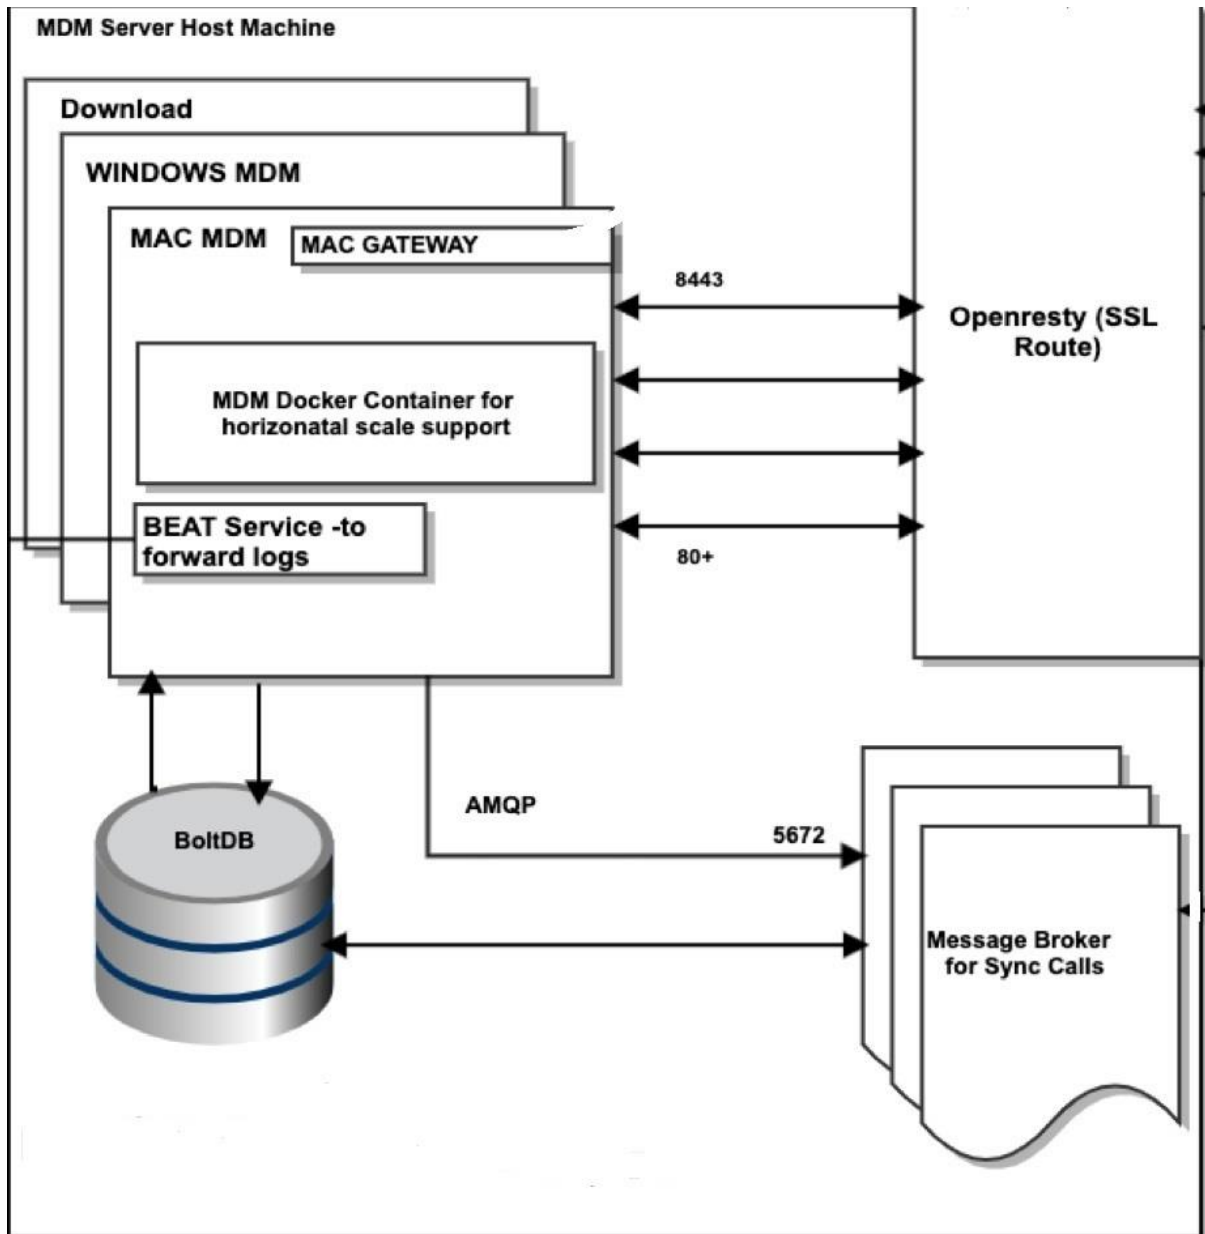 MDM Server Host Machine
Download
WINDOWS MDM
MAC MDM
MAC GATEWAY
8443
Openresty (SSL
Route)
MDM Docker Container for
horizonatal scale support
BEAT Service -to
forward logs
80+
AMQP
5672
BoltDB
Message Broker
for Sync Calls